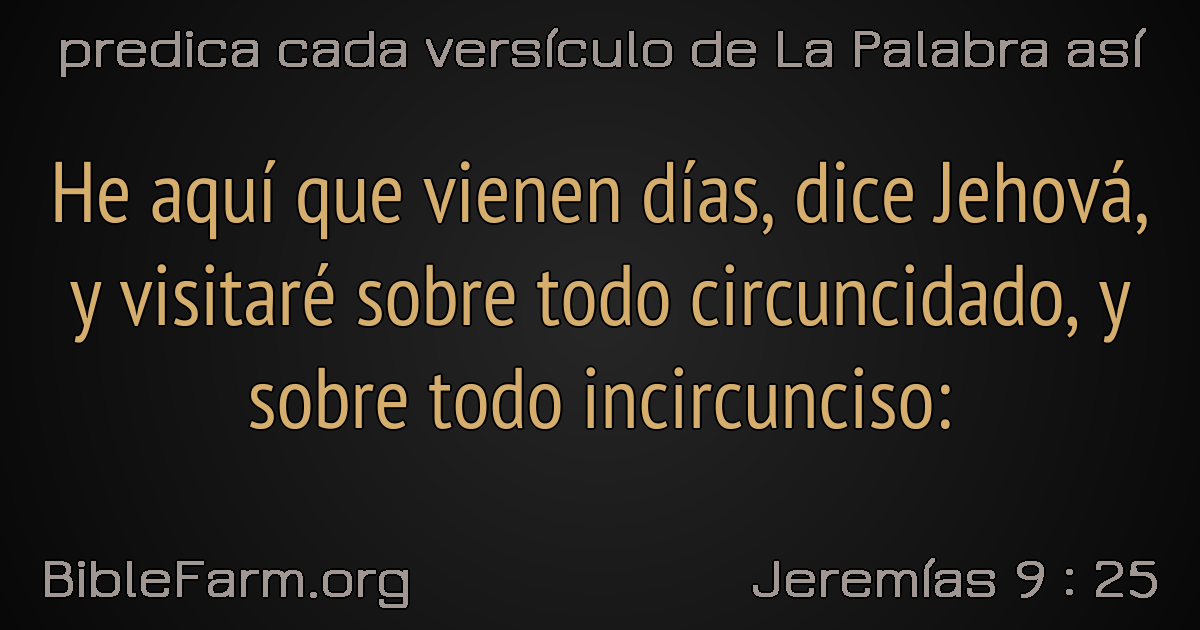 predica cada versículo de La Palabra así
He aquí que vienen días, dice Jehová,
y visitaré sobre todo circuncidado, y
sobre todo incircunciso:
BibleFarm.org
Jeremías 9 : 25